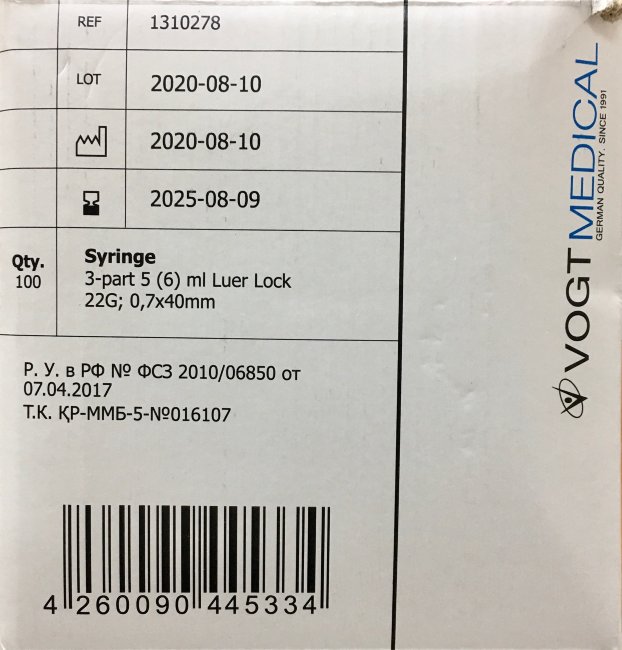 REF 1310278
LOT 2020-08-10
2020-08-10
2025-08-09
Qty.
100
Syringe
3-part 5 (6) ml Luer Lock
22G; 0,7x40mm
Р. У. в РФ № ФСЗ 2010/06850 от
07.04.2017
Т.К. ҚР-ММБ-5-№016107
4 260090 445334
VOGT MEDICAL
GERMAN QUALITY. SINCE 1991